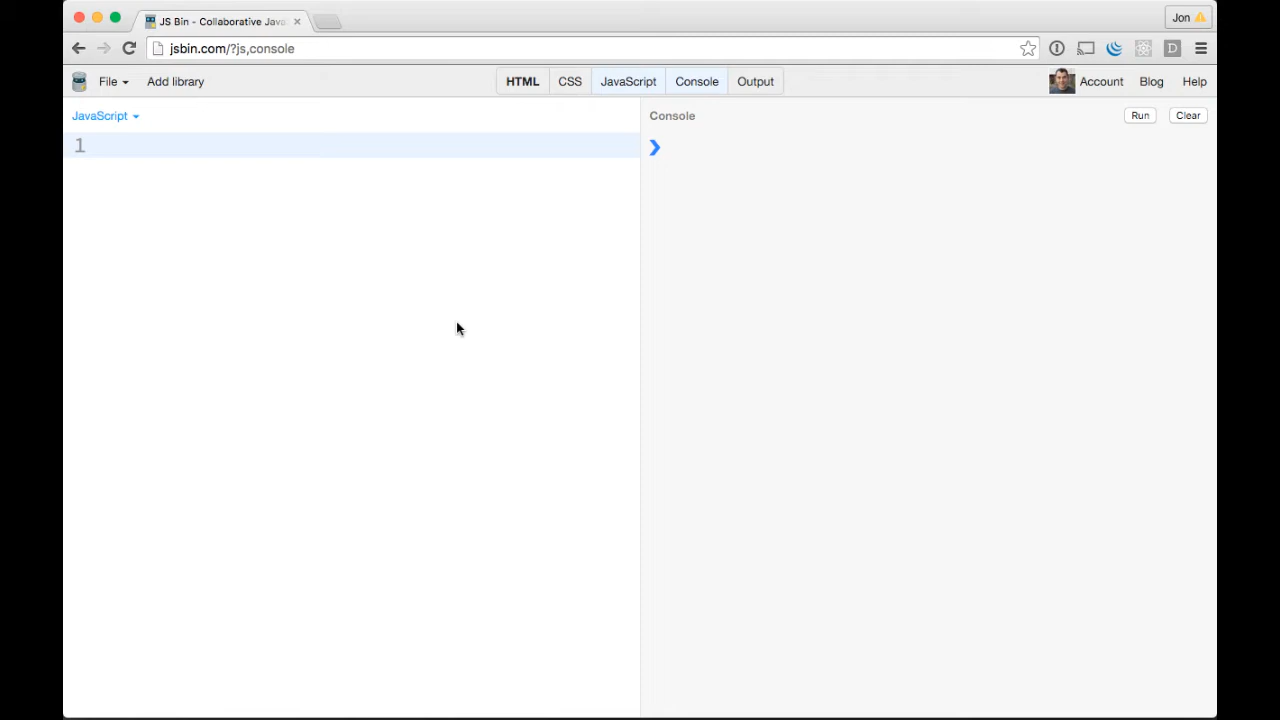 JS Bin - Collaborative Java
Jon
jsbin.com/?js,console
File
Add library
HTML
CSS
JavaScript
Console
Output
Account
Blog
Help
JavaScript
Console
Run
Clear
1